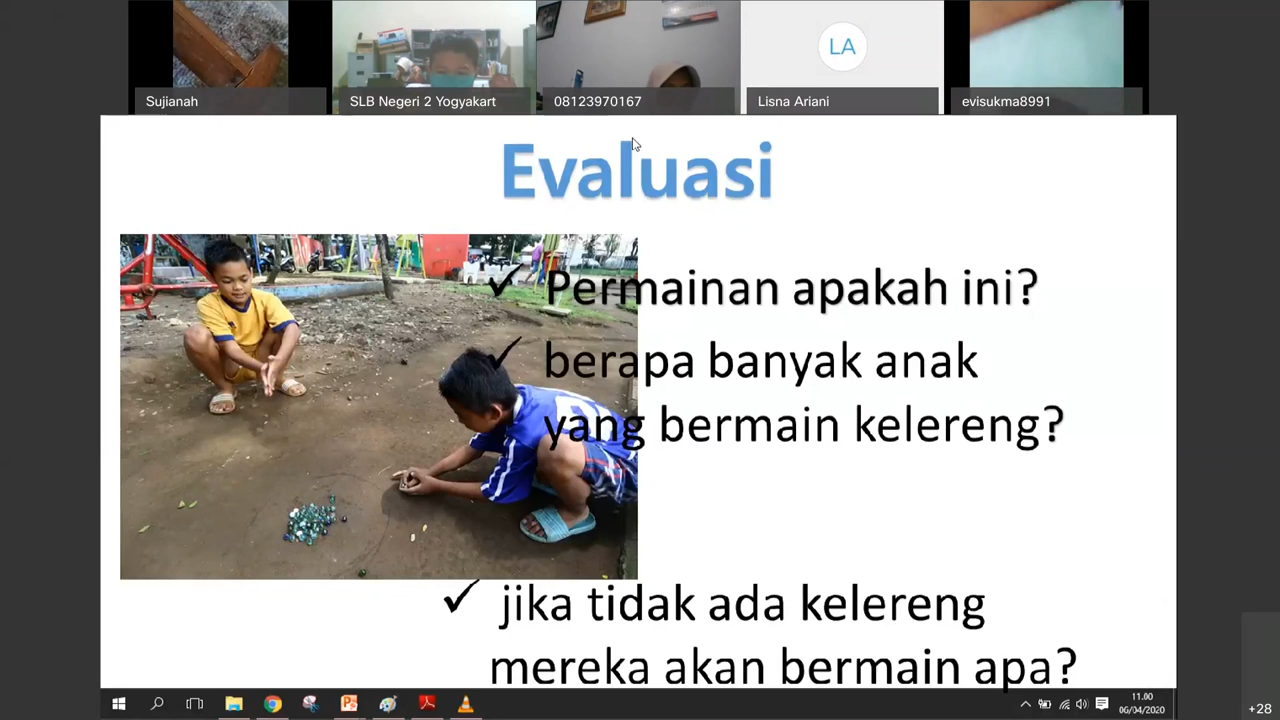 LA
Sujianah
SLB Negeri 2 Yogyakart
08123970167
Lisna Ariani
evisukma8991
Evaluasi
✓ Permainan apakah ini?
✓ berapa banyak anak
yang bermain kelereng?
✓ jika tidak ada kelereng
mereka akan bermain apa?
11.00
06/04/2020
+28